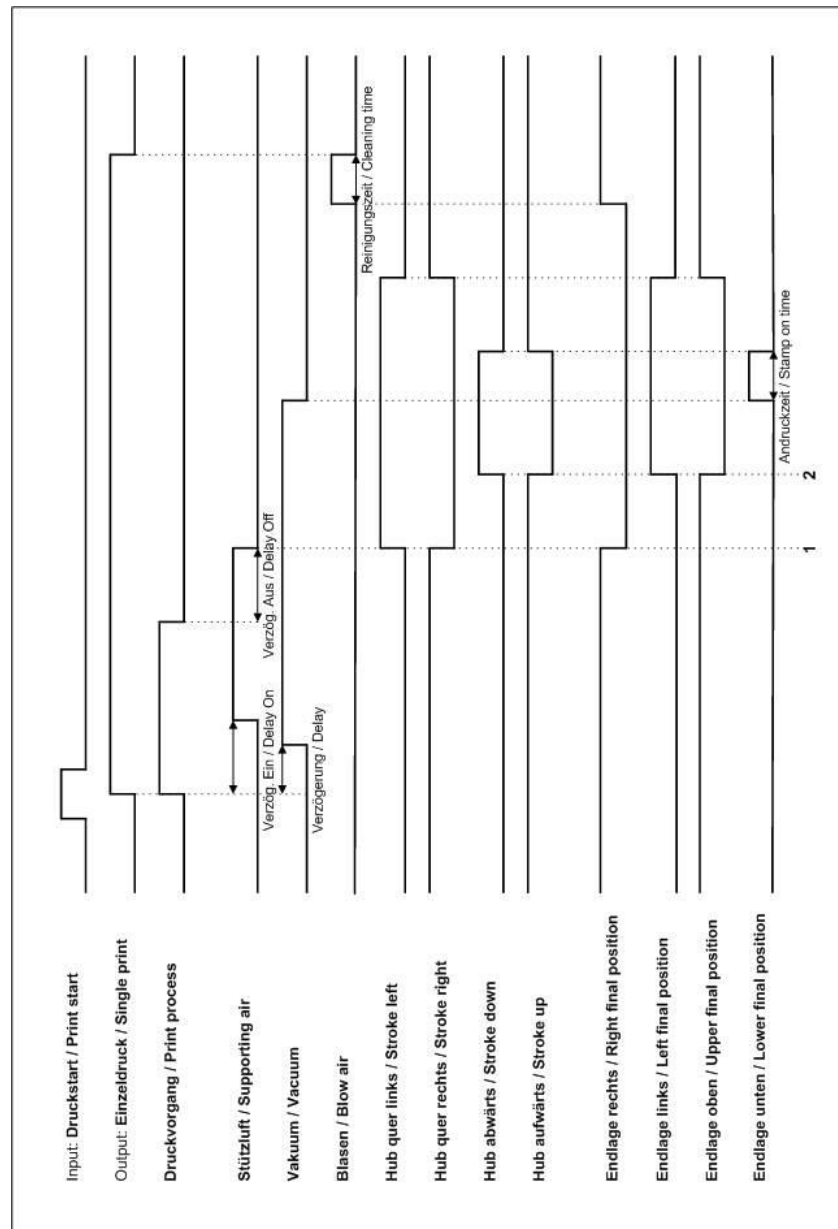 Input: Druckstart / Print start
Output: Einzeldruck / Single print
Druckvorgang / Print process
Stützluft / Supporting air
Verzög. Ein / Delay On
Verzög. Aus / Delay Off
Vakuum / Vacuum
Verzögerung / Delay
Blasen / Blow air
Reinigungszeit / Cleaning time
Hub quer links / Stroke left
Hub quer rechts / Stroke right
Hub abwärts / Stroke down
Hub aufwärts / Stroke up
Endlage rechts / Right final position
Endlage links / Left final position
Endlage oben / Upper final position
Endlage unten / Lower final position
Andruckzeit / Stamp on time
1
2